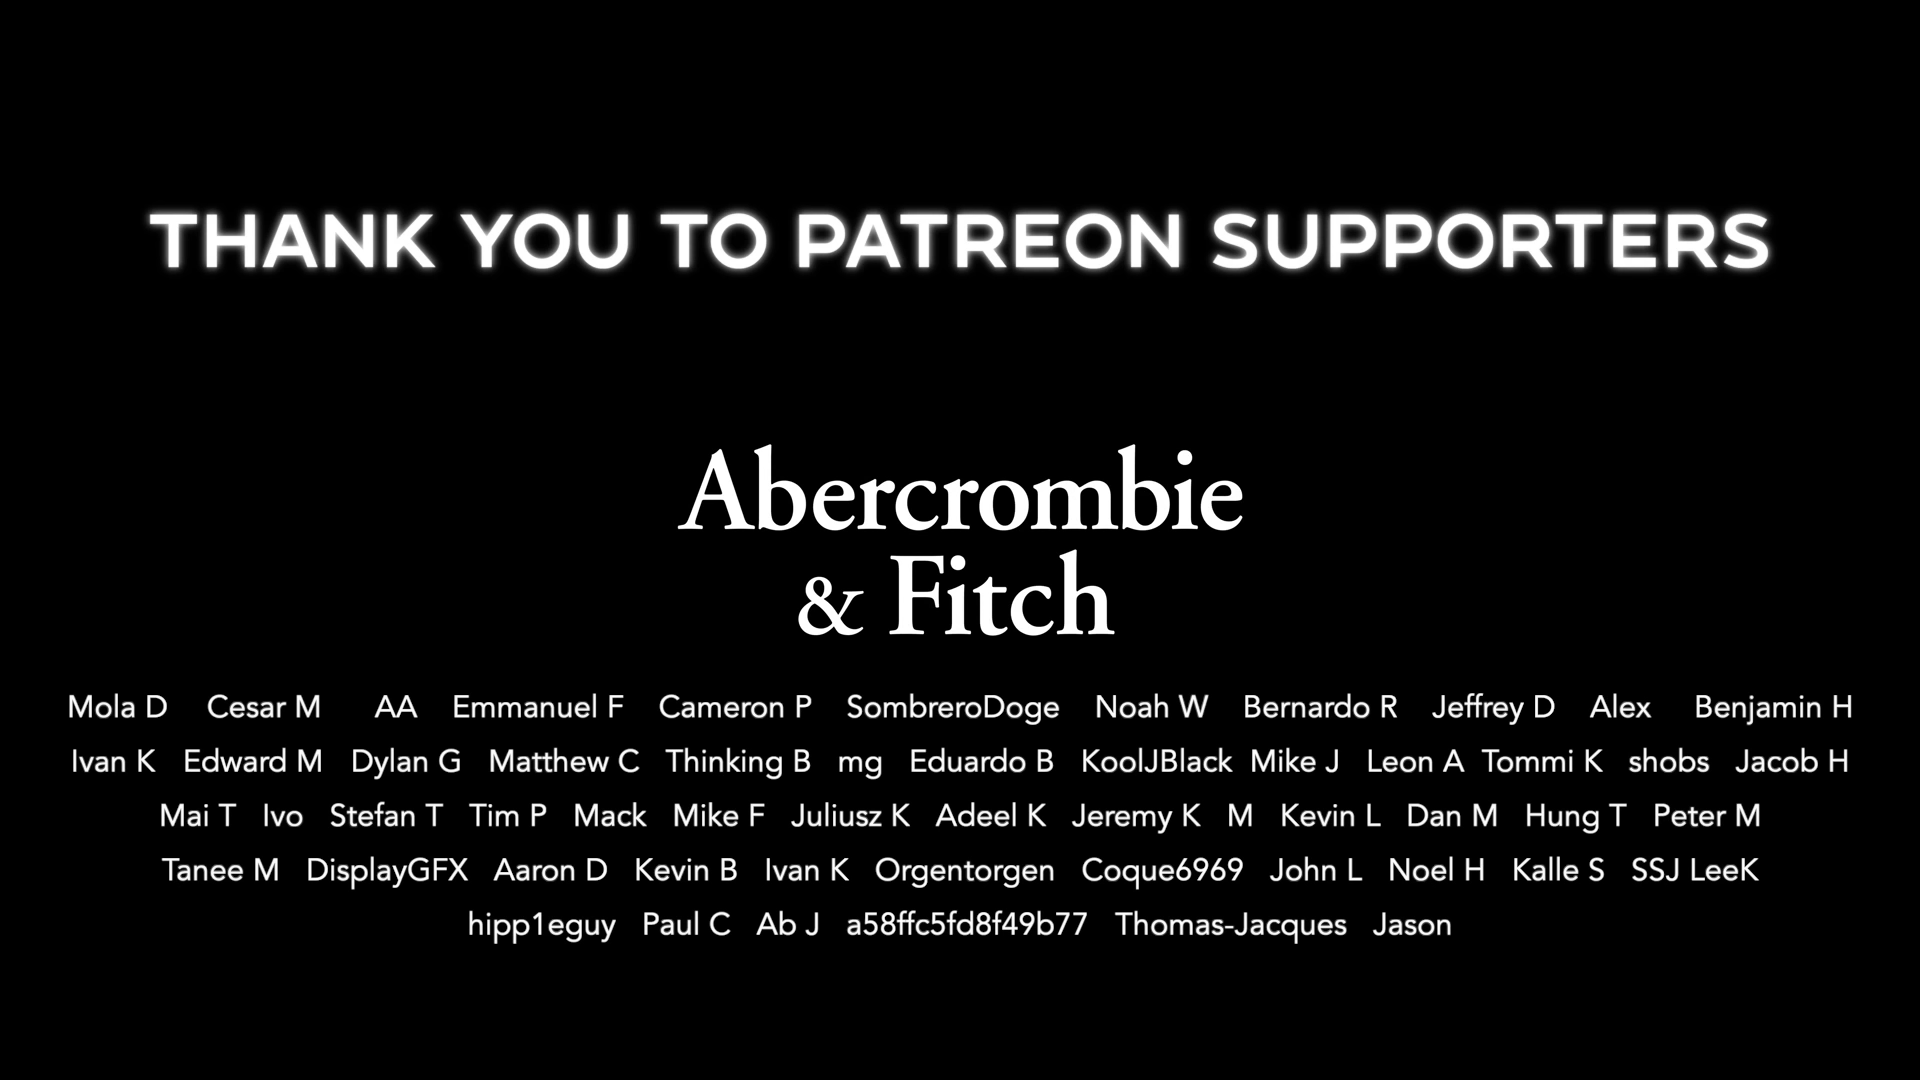 THANK YOU TO PATREON SUPPORTERS
Abercrombie
& Fitch
Mola D Cesar M AA Emmanuel F Cameron P SombreroDoge Noah W Bernardo R Jeffrey D Alex Benjamin H
Ivan K Edward M Dylan G Matthew C Thinking B mg Eduardo B KoolJBlack Mike J Leon A Tommi K shobs Jacob H
Mai T Ivo Stefan T Tim P Mack Mike F Juliusz K Adeel K Jeremy K M Kevin L Dan M Hung T Peter M
Tanee M DisplayGFX Aaron D Kevin B Ivan K Orgentorgen Coque6969 John L Noel H Kalle S SSJ LeeK
hipp1eguy Paul C Ab J a58ffc5fd8f49b77 Thomas-Jacques Jason